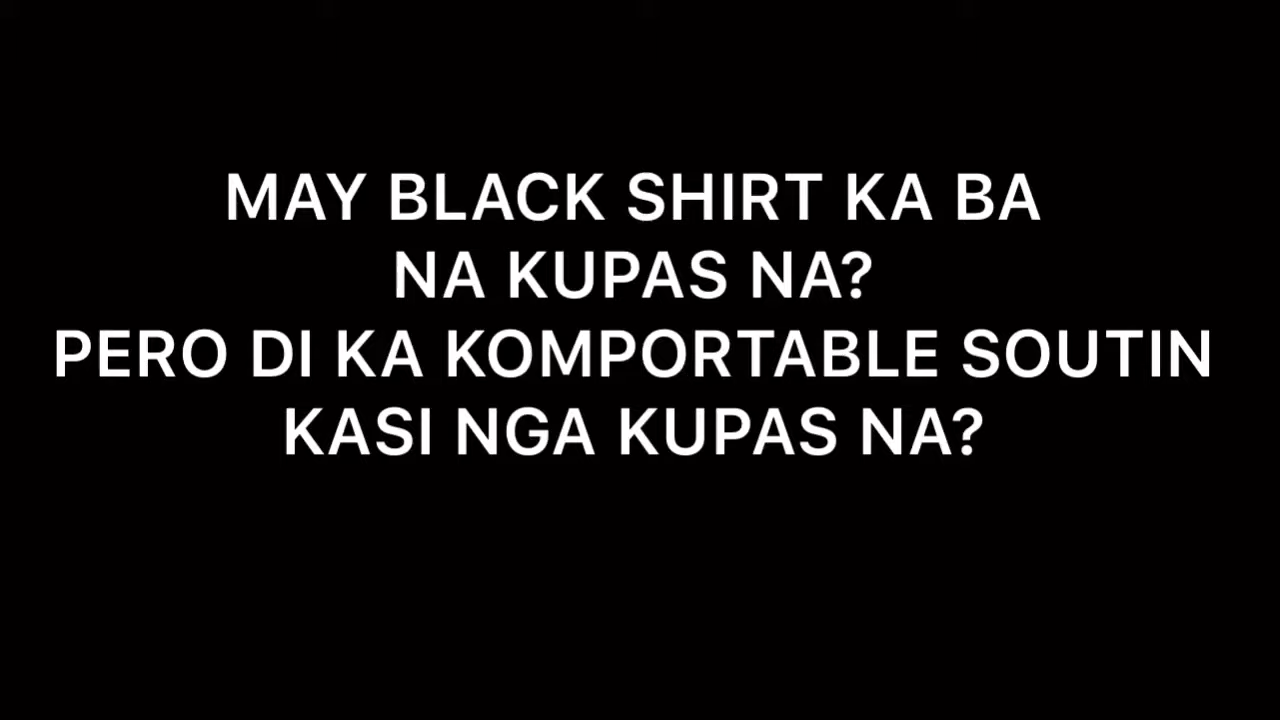 MAY BLACK SHIRT KA BA
NA KUPAS NA?
PERO DI KA KOMPORTABLE SOUTIN
KASI NGA KUPAS NA?